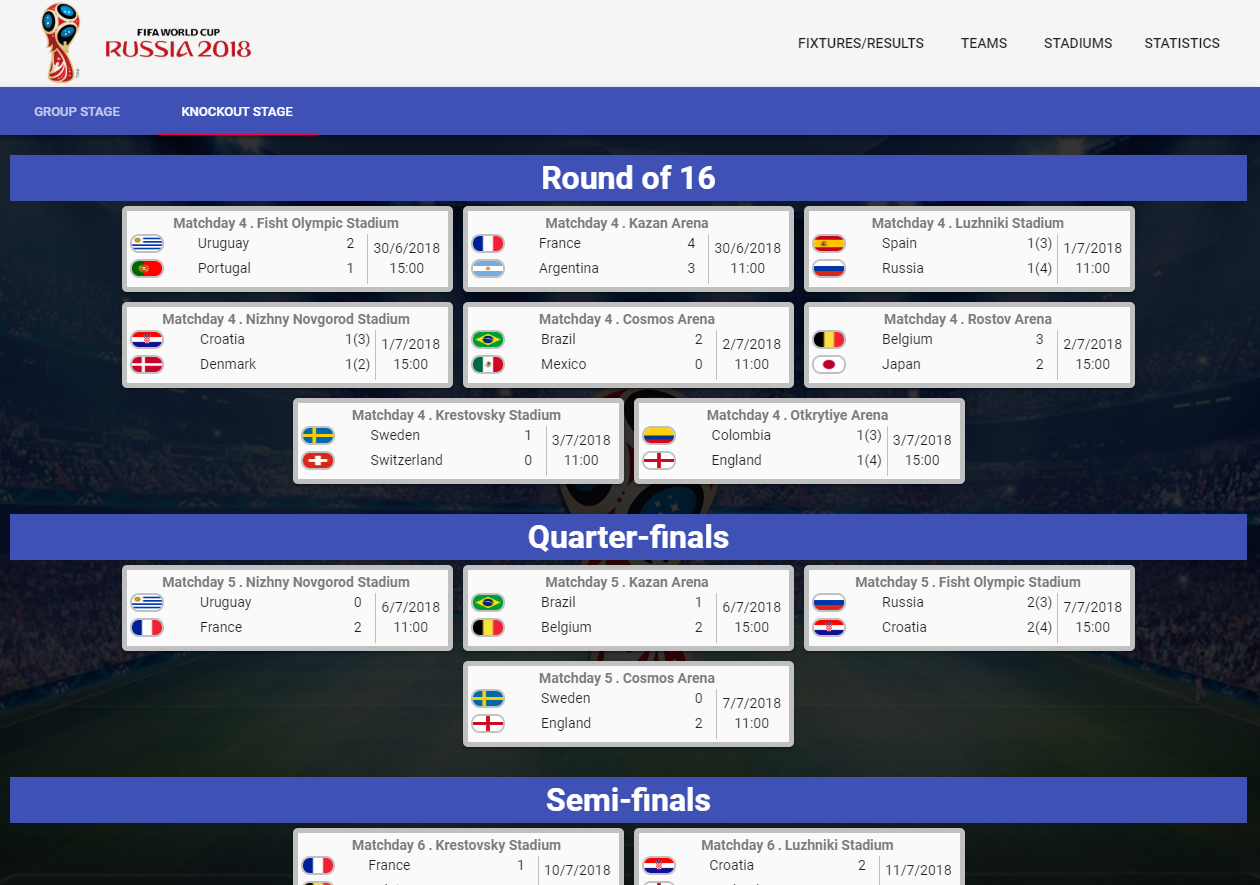 FIFA WORLD CUP
RUSSIA 2018
FIXTURES/RESULTS TEAMS STADIUMS STATISTICS
GROUP STAGE KNOCKOUT STAGE
Round of 16
Matchday 4 . Fisht Olympic Stadium
Uruguay 2
Portugal 1
30/6/2018
15:00
Matchday 4 . Kazan Arena
France 4
Argentina 3
30/6/2018
11:00
Matchday 4 . Luzhniki Stadium
Spain 1(3)
Russia 1(4)
1/7/2018
11:00
Matchday 4 . Nizhny Novgorod Stadium
Croatia 1(3)
Denmark 1(2)
1/7/2018
15:00
Matchday 4 . Cosmos Arena
Brazil 2
Mexico 0
2/7/2018
11:00
Matchday 4 . Rostov Arena
Belgium 3
Japan 2
2/7/2018
15:00
Matchday 4 . Krestovsky Stadium
Sweden 1
Switzerland 0
3/7/2018
11:00
Matchday 4 . Otkrytiye Arena
Colombia 1(3)
England 1(4)
3/7/2018
15:00
Quarter-finals
Matchday 5 . Nizhny Novgorod Stadium
Uruguay 0
France 2
6/7/2018
11:00
Matchday 5 . Kazan Arena
Brazil 1
Belgium 2
6/7/2018
15:00
Matchday 5 . Fisht Olympic Stadium
Russia 2(3)
Croatia 2(4)
7/7/2018
15:00
Matchday 5 . Cosmos Arena
Sweden 0
England 2
7/7/2018
11:00
Semi-finals
Matchday 6 . Krestovsky Stadium
France 1
10/7/2018
Matchday 6 . Luzhniki Stadium
Croatia 2
11/7/2018